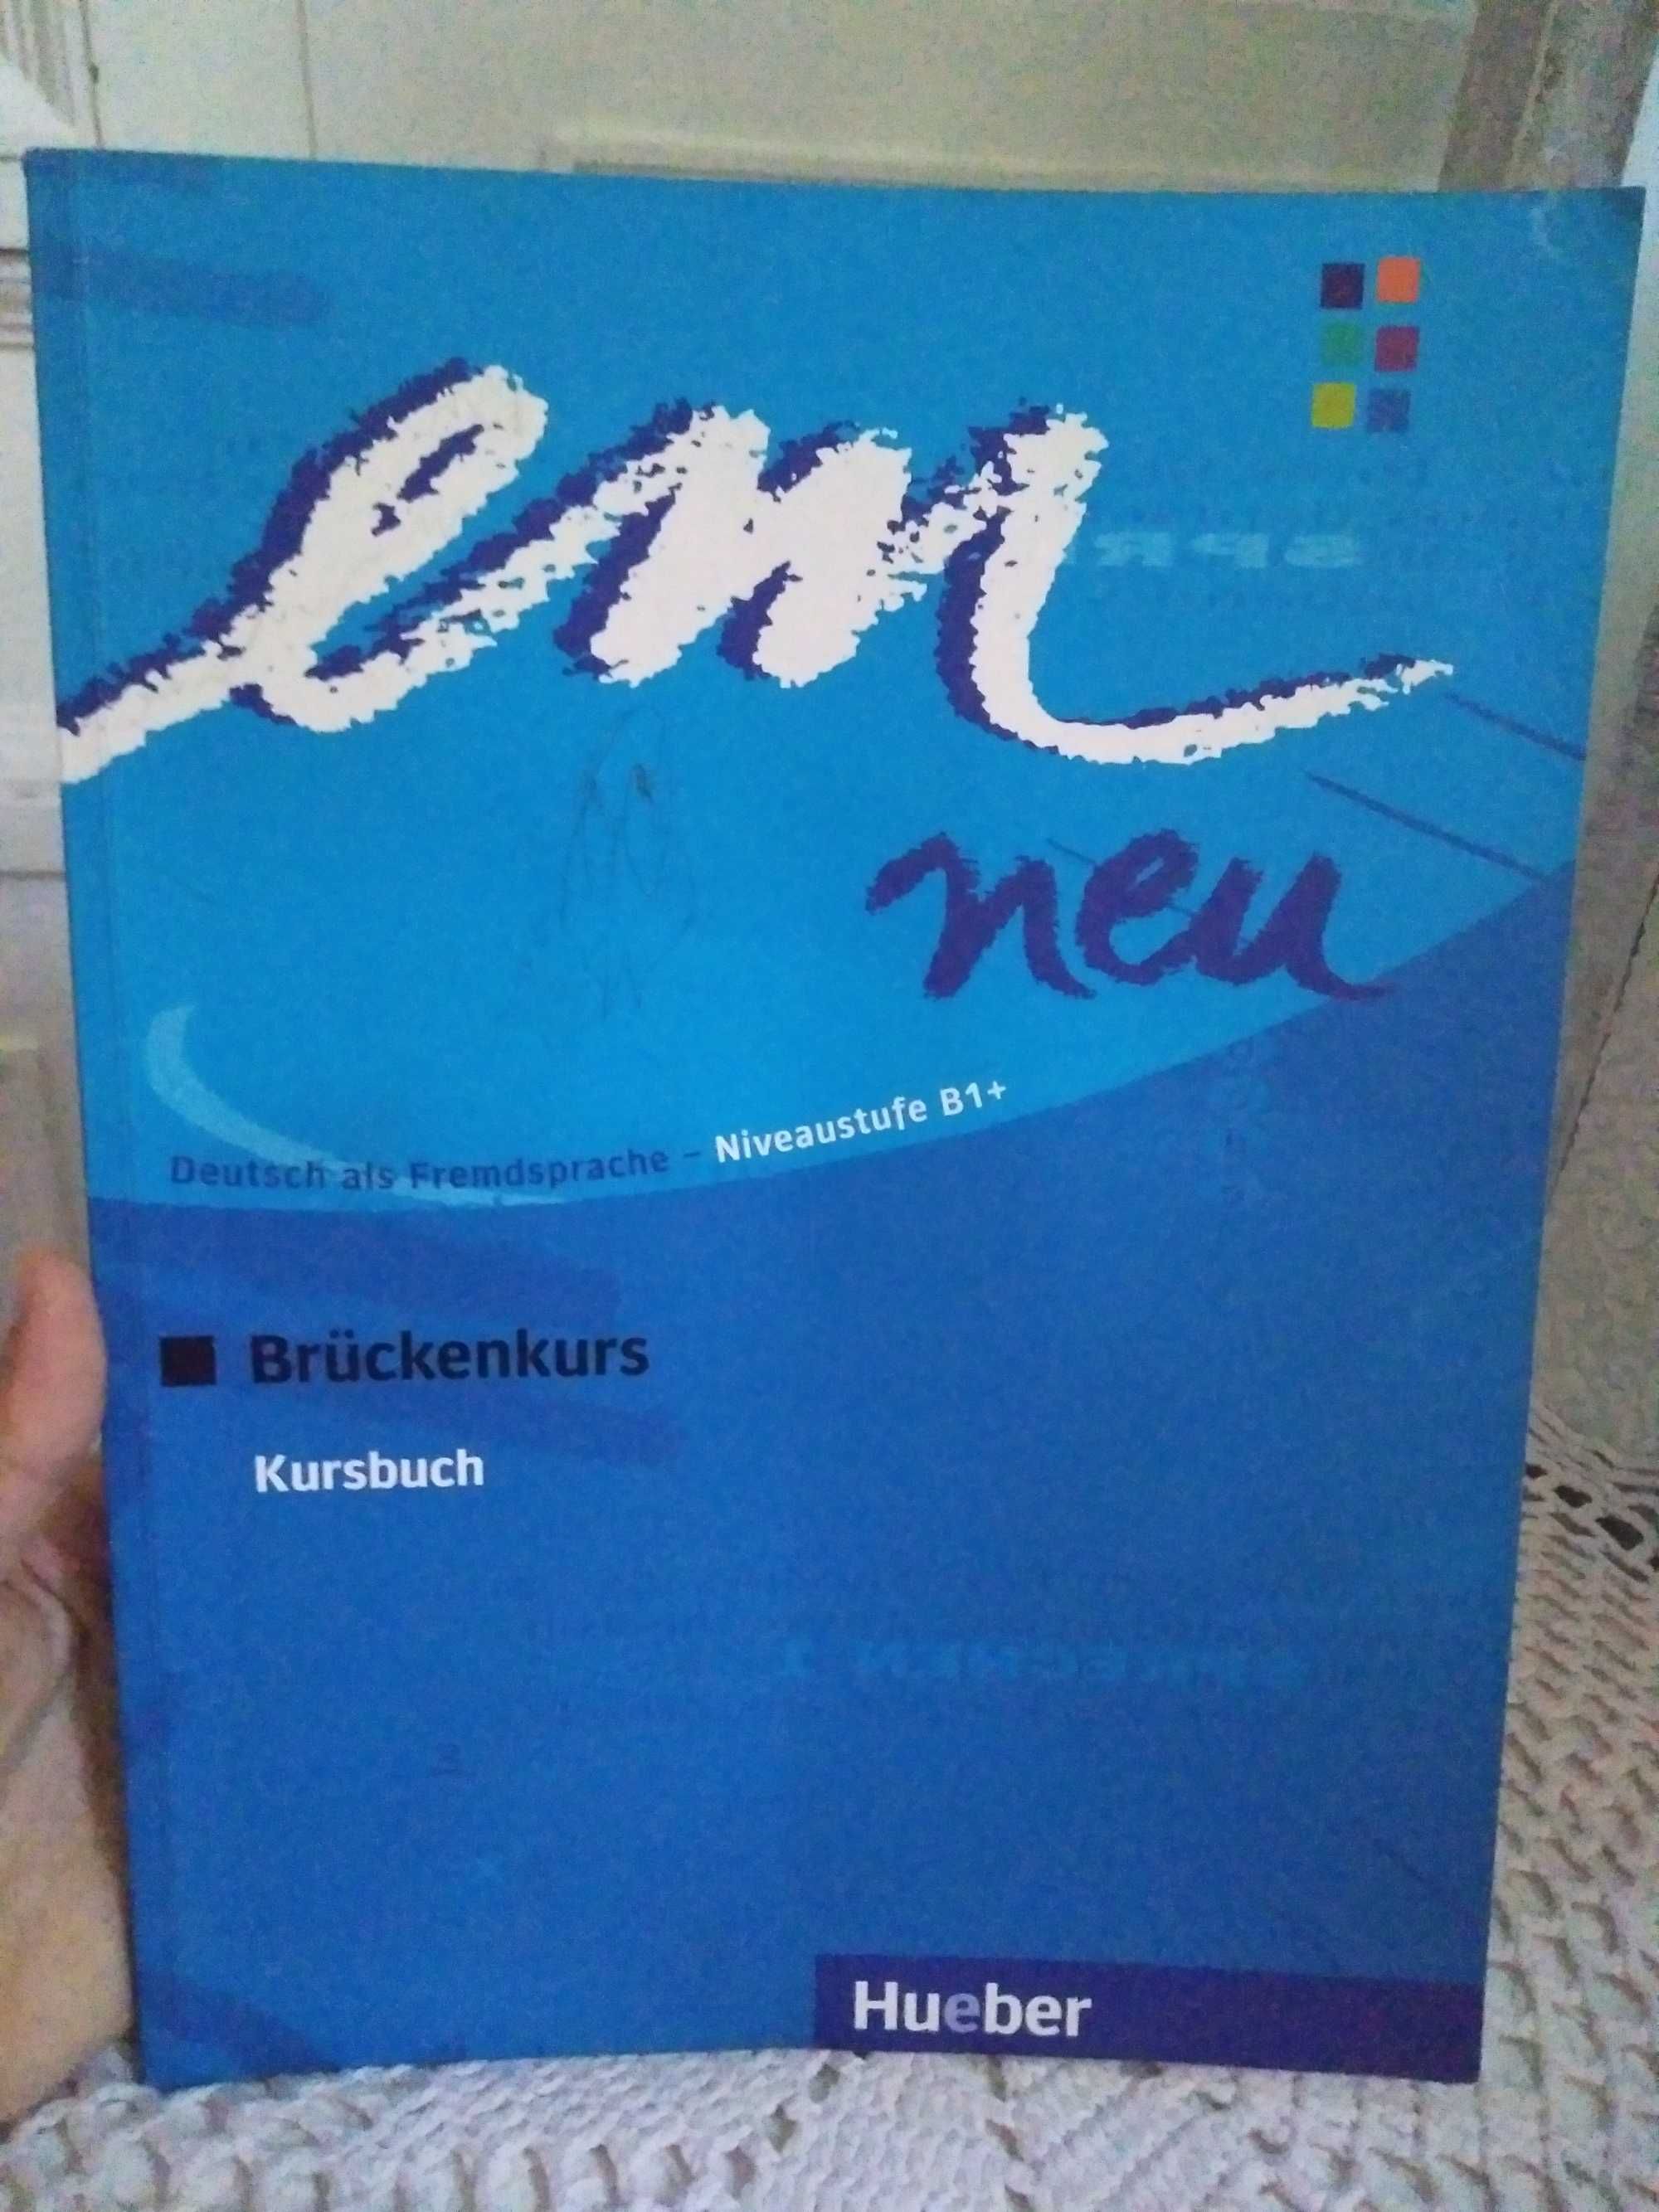 em
neu
Deutsch als Fremdsprache – Niveaustufe B1+
Brückenkurs
Kursbuch
Hueber